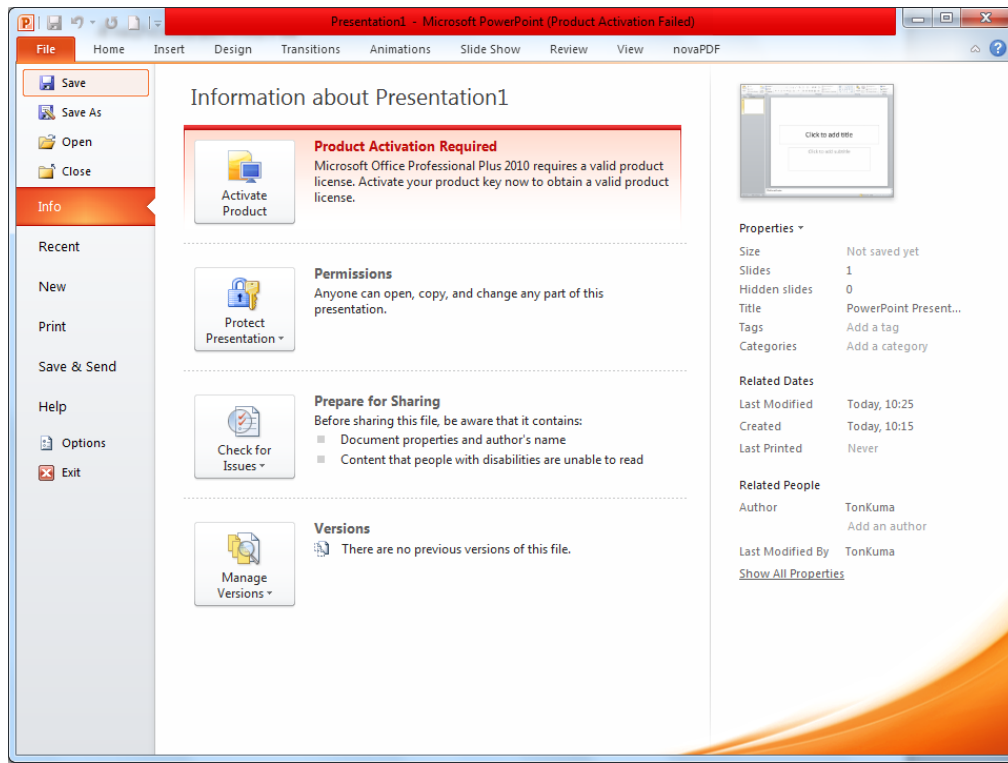 Presentation1 - Microsoft PowerPoint (Product Activation Failed)
File Home Insert Design Transitions Animations Slide Show Review View novaPDF
Save
Save As
Open
Close
Info
Recent
New
Print
Save & Send
Help
Options
Exit
Information about Presentation1
Activate
Product
Product Activation Required
Microsoft Office Professional Plus 2010 requires a valid product
license. Activate your product key now to obtain a valid product
license.
Protect
Presentation
Permissions
Anyone can open, copy, and change any part of this
presentation.
Check for
Issues
Prepare for Sharing
Before sharing this file, be aware that it contains:
Document properties and author's name
Content that people with disabilities are unable to read
Manage
Versions
Versions
There are no previous versions of this file.
Click to add title
Click to add subtitle
Properties
Size Not saved yet
Slides 1
Hidden slides 0
Title PowerPoint Present...
Tags Add a tag
Categories Add a category
Related Dates
Last Modified Today, 10:25
Created Today, 10:15
Last Printed Never
Related People
Author TonKuma
Add an author
Last Modified By TonKuma
Show All Properties